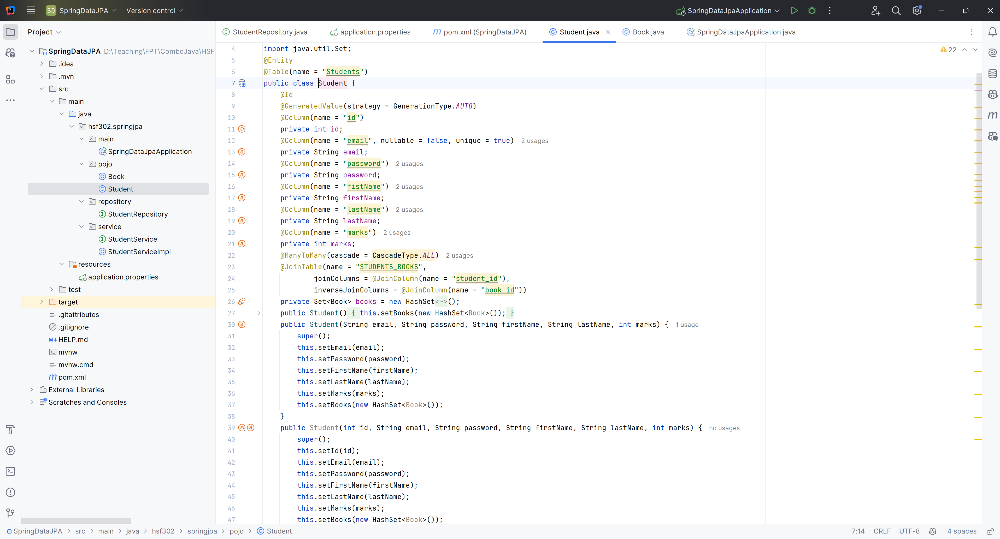 SD SpringDataJPA Version control SpringDataJpaApplication
Project
StudentRepository.java application.properties pom.xml (SpringDataJPA) Student.java Book.java SpringDataJpaApplication.java
SpringDataJPA D:\Teaching\FPT\ComboJava\HSF
.idea
.mvn
src
main
java
hsf302.springjpa
main
SpringDataJpaApplication
pojo
Book
Student
repository
StudentRepository
service
StudentService
StudentServiceImpl
resources
application.properties
test
target
.gitattributes
.gitignore
HELP.md
mvnw
mvnw.cmd
pom.xml
External Libraries
Scratches and Consoles
22
4 import java.util.Set;
5 @Entity
6 @Table(name = "Students")
7 public class Student {
8 @Id
9 @GeneratedValue(strategy = GenerationType.AUTO)
10 @Column(name = "id")
11 private int id;
12 @Column(name = "email", nullable = false, unique = true) 2 usages
13 private String email;
14 @Column(name = "password") 2 usages
15 private String password;
16 @Column(name = "fistName") 2 usages
17 private String firstName;
18 @Column(name = "lastName") 2 usages
19 private String lastName;
20 @Column(name = "marks") 2 usages
21 private int marks;
22 @ManyToMany(cascade = CascadeType.ALL) 2 usages
23 @JoinTable(name = "STUDENTS_BOOKS",
24 joinColumns = @JoinColumn(name = "student_id"),
25 inverseJoinColumns = @JoinColumn(name = "book_id"))
26 private Set<Book> books = new HashSet<~>();
27 public Student() { this.setBooks(new HashSet<Book>()); }
30 public Student(String email, String password, String firstName, String lastName, int marks) { 1 usage
31 super();
32 this.setEmail(email);
33 this.setPassword(password);
34 this.setFirstName(firstName);
35 this.setLastName(lastName);
36 this.setMarks(marks);
37 this.setBooks(new HashSet<Book>());
38 }
39 public Student(int id, String email, String password, String firstName, String lastName, int marks) { no usages
40 super();
41 this.setId(id);
42 this.setEmail(email);
43 this.setPassword(password);
44 this.setFirstName(firstName);
45 this.setLastName(lastName);
46 this.setMarks(marks);
47 this.setBooks(new HashSet<Book>());
SpringDataJPA > src > main > java > hsf302 > springjpa > pojo > Student 7:14 CRLF UTF-8 4 spaces